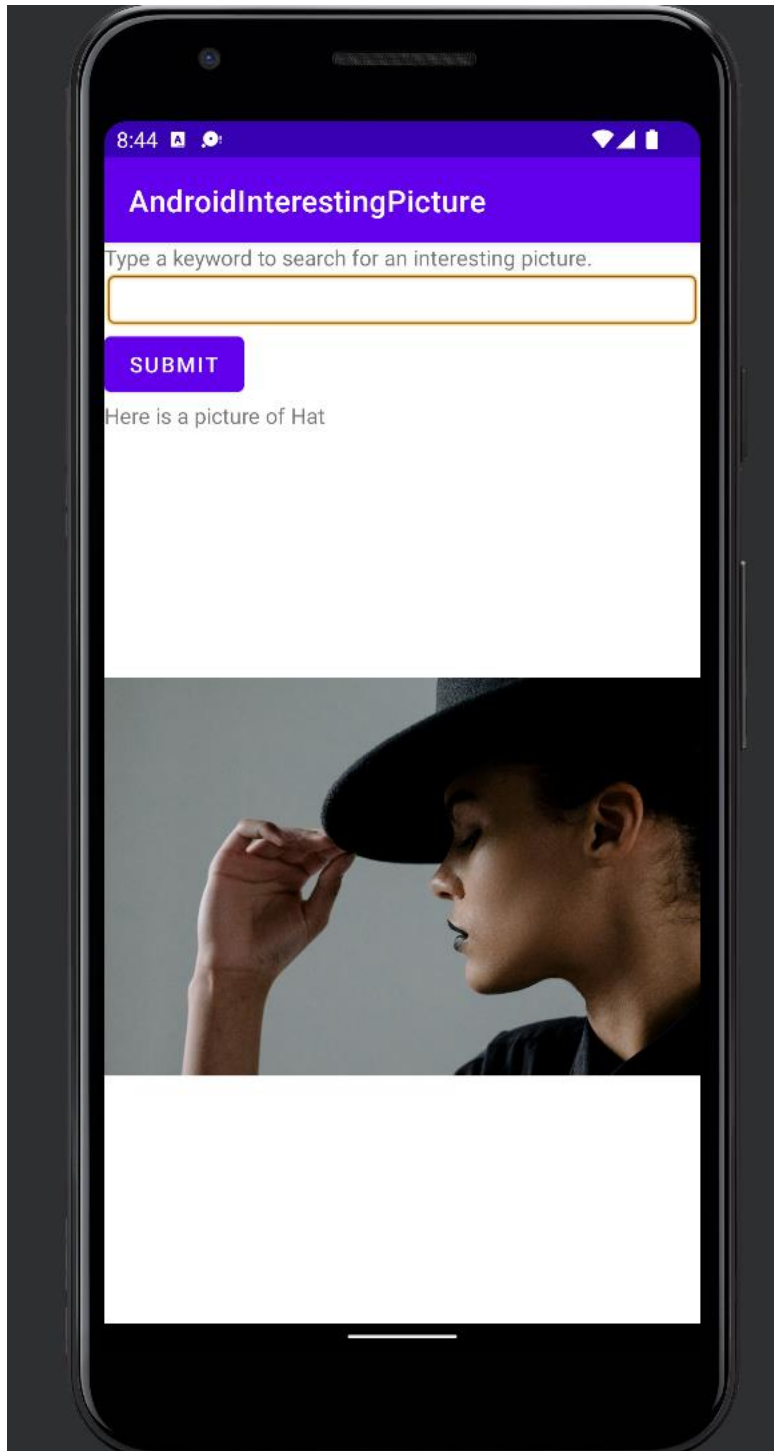 8:44
AndroidInterestingPicture
Type a keyword to search for an interesting picture.
SUBMIT
Here is a picture of Hat